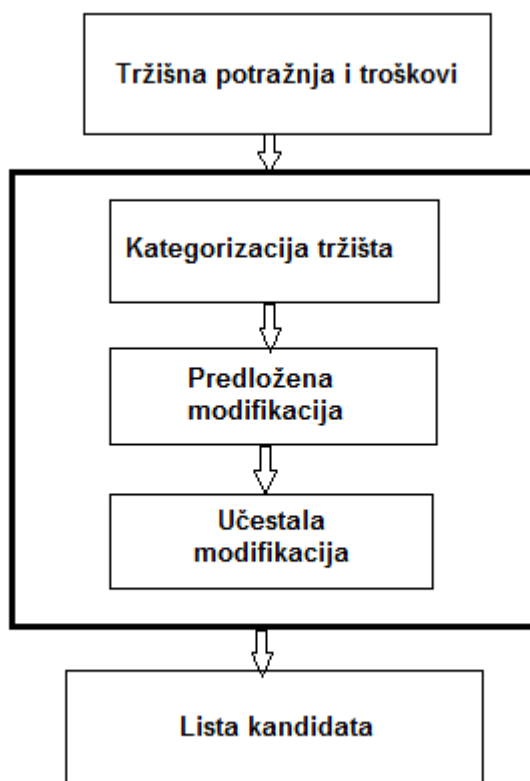 Tržišna potražnja i troškovi
Kategorizacija tržišta
Predložena
modifikacija
Učestala
modifikacija
Lista kandidata